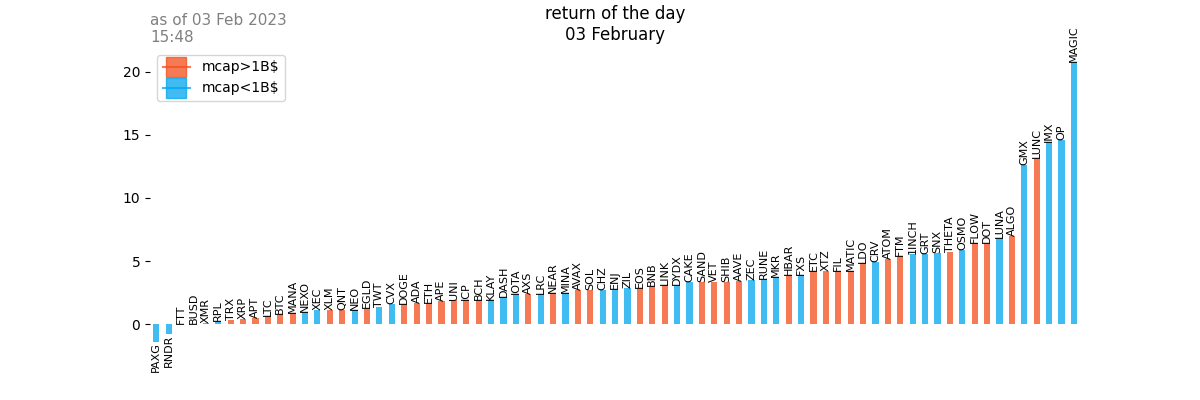 as of 03 Feb 2023
15:48
return of the day
03 February
mcap>1B$
mcap<1B$
20
15
10
5
0
PAXG
RNDR
FTT
BUSD
XMR
RPL
TRX
XRP
APT
LTC
BTC
MANA
NEXO
XEC
XLM
QNT
NEO
EGLD
TWT
CVX
DOGE
ADA
ETH
APE
UNI
ICP
BCH
KLAY
DASH
IOTA
AXS
LRC
NEAR
MINA
AVAX
SOL
CHZ
ENJ
ZIL
EOS
BNB
LINK
DYDX
CAKE
SAND
VET
SHIB
AAVE
ZEC
RUNE
MKR
HBAR
FXS
ETC
XTZ
FIL
MATIC
LDO
CRV
ATOM
FTM
1INCH
GRT
SNX
THETA
OSMO
FLOW
DOT
LUNA
ALGO
GMX
LUNC
IMX
OP
MAGIC